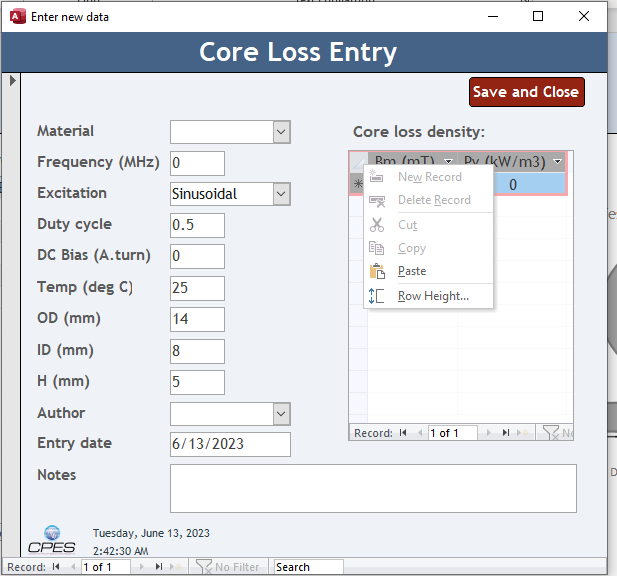 Enter new data
Core Loss Entry
Save and Close
Material
Frequency (MHz) 0
Excitation Sinusoidal
Duty cycle 0.5
DC Bias (A.turn) 0
Temp (deg C) 25
OD (mm) 14
ID (mm) 8
H (mm) 5
Author
Entry date 6/13/2023
Notes
Core loss density:
Bm (mT) Pv (kW/m3)
0
New Record
Delete Record
Cut
Copy
Paste
Row Height...
Record: 1 of 1
CPES
Tuesday, June 13, 2023
2:42:30 AM
Record: 1 of 1 No Filter Search